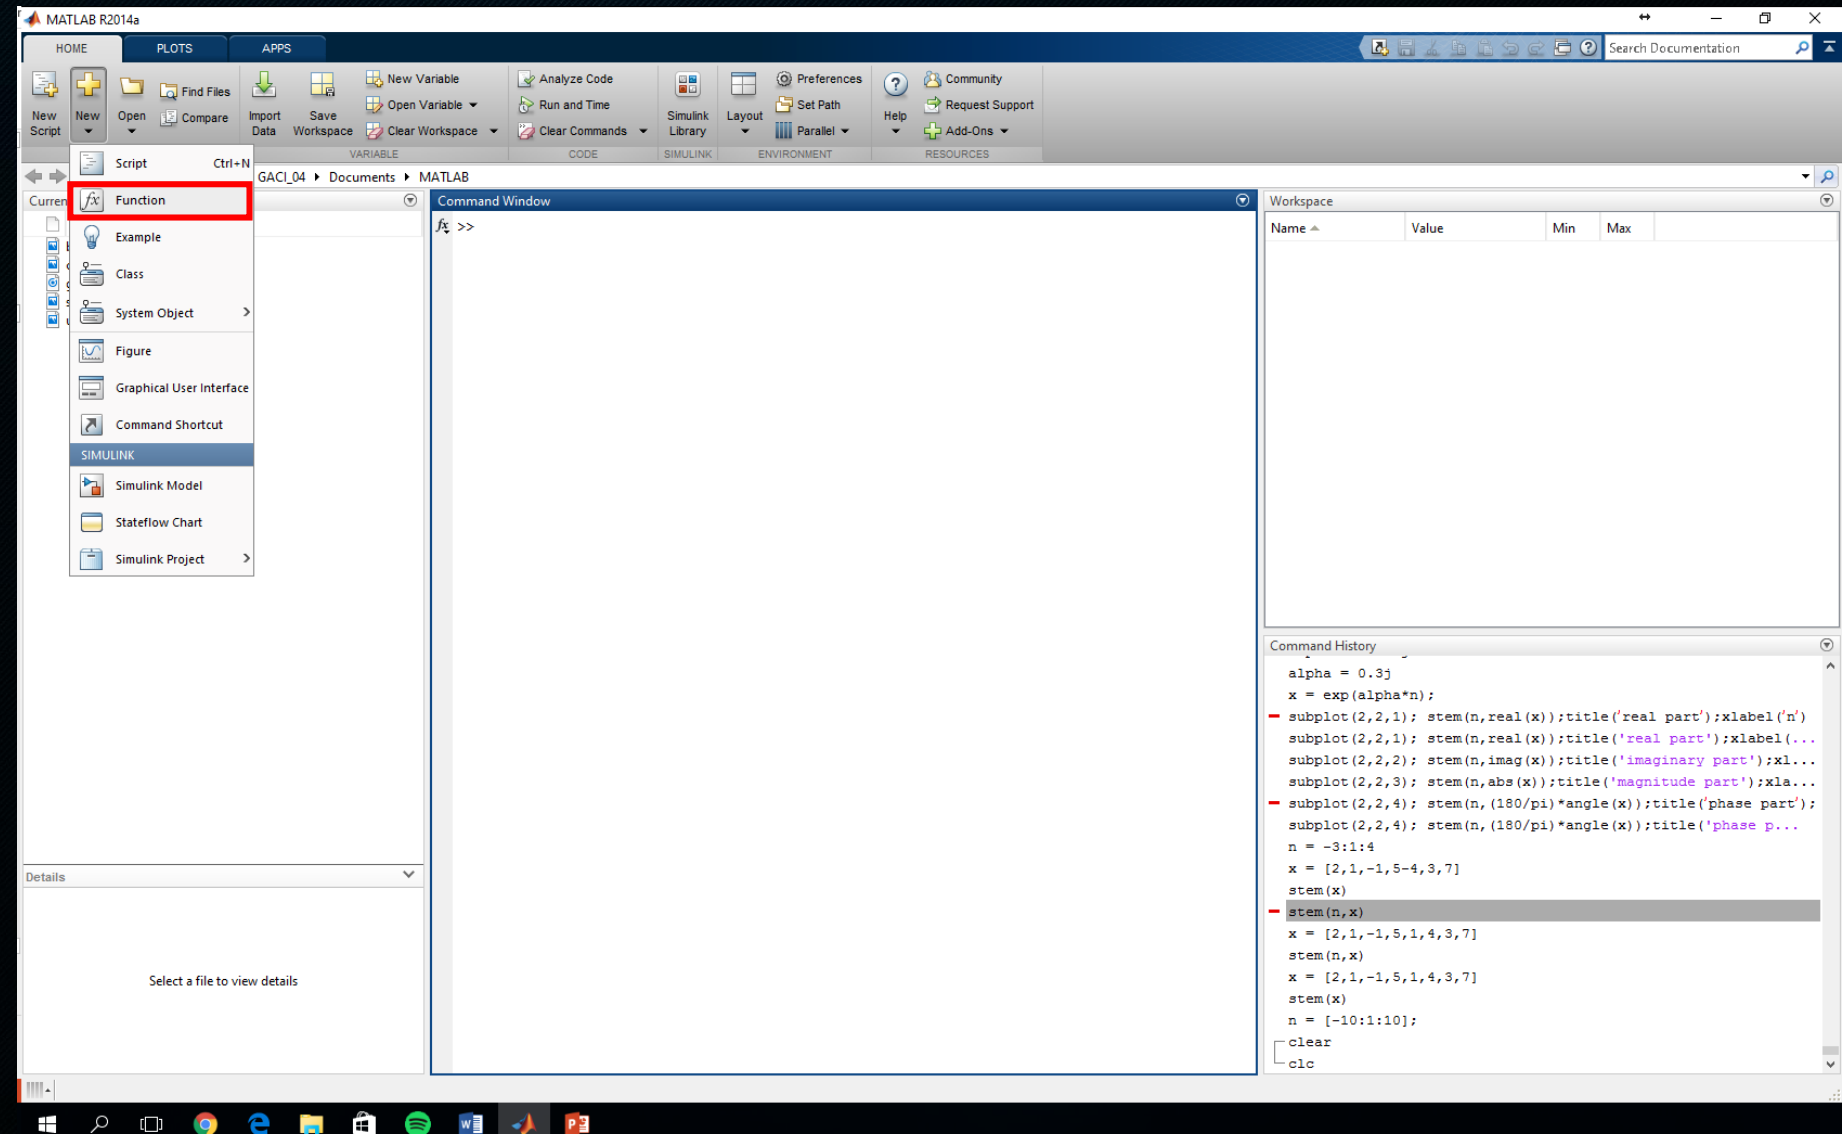 MATLAB R2014a
HOME PLOTS APPS
Search Documentation
New Script
New
Open
Find Files
Compare
Import Data
Save Workspace
New Variable
Open Variable
Clear Workspace
Analyze Code
Run and Time
Clear Commands
Simulink Library
Layout
Preferences
Set Path
Parallel
Help
Community
Request Support
Add-Ons
VARIABLE CODE SIMULINK ENVIRONMENT RESOURCES
GACI_04 Documents MATLAB
Script Ctrl+N
Function
Example
Class
System Object
Figure
Graphical User Interface
Command Shortcut
SIMULINK
Simulink Model
Stateflow Chart
Simulink Project
Curren
Details
Select a file to view details
Command Window
fx >>
Workspace
Name Value Min Max
Command History
alpha = 0.3j
x = exp(alpha*n);
subplot(2,2,1); stem(n,real(x));title('real part');xlabel('n')
subplot(2,2,1); stem(n,real(x));title('real part');xlabel(...
subplot(2,2,2); stem(n,imag(x));title('imaginary part');xl...
subplot(2,2,3); stem(n,abs(x));title('magnitude part');xla...
subplot(2,2,4); stem(n,(180/pi)*angle(x));title('phase part');
subplot(2,2,4); stem(n,(180/pi)*angle(x));title('phase p...
n = -3:1:4
x = [2,1,-1,5-4,3,7]
stem(x)
stem(n,x)
x = [2,1,-1,5,1,4,3,7]
stem(n,x)
x = [2,1,-1,5,1,4,3,7]
stem(x)
n = [-10:1:10];
clear
clc